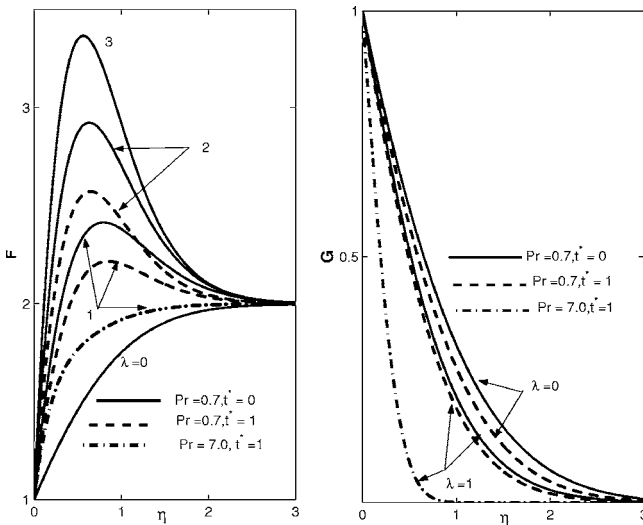 3
2
1
F
0
1
2
3
η
3
2
1
λ=0
Pr =0.7,t* = 0
Pr =0.7,t* = 1
Pr = 7.0,t*=1
1
0.5
G
0
1
2
3
η
Pr =0.7,t* = 0
Pr =0.7,t* = 1
Pr = 7.0,t*=1
λ=0
λ=1